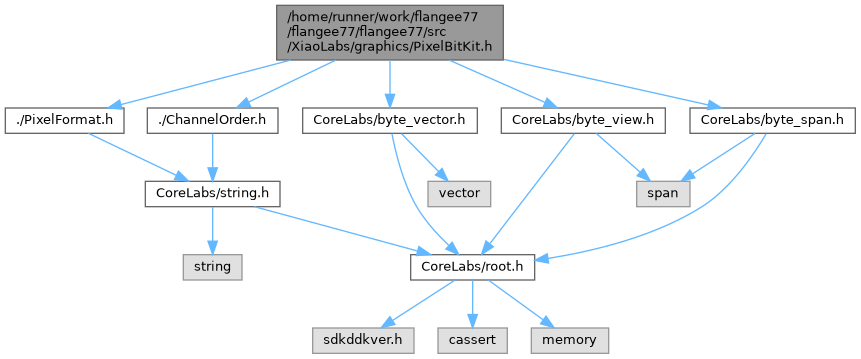 /home/runner/work/flangee77
/flangee77/flangee77/src
/XiaoLabs/graphics/PixelBitKit.h
./PixelFormat.h
./ChannelOrder.h
CoreLabs/byte_vector.h
CoreLabs/byte_view.h
CoreLabs/byte_span.h
CoreLabs/string.h
vector
span
string
CoreLabs/root.h
sdkddkver.h
cassert
memory